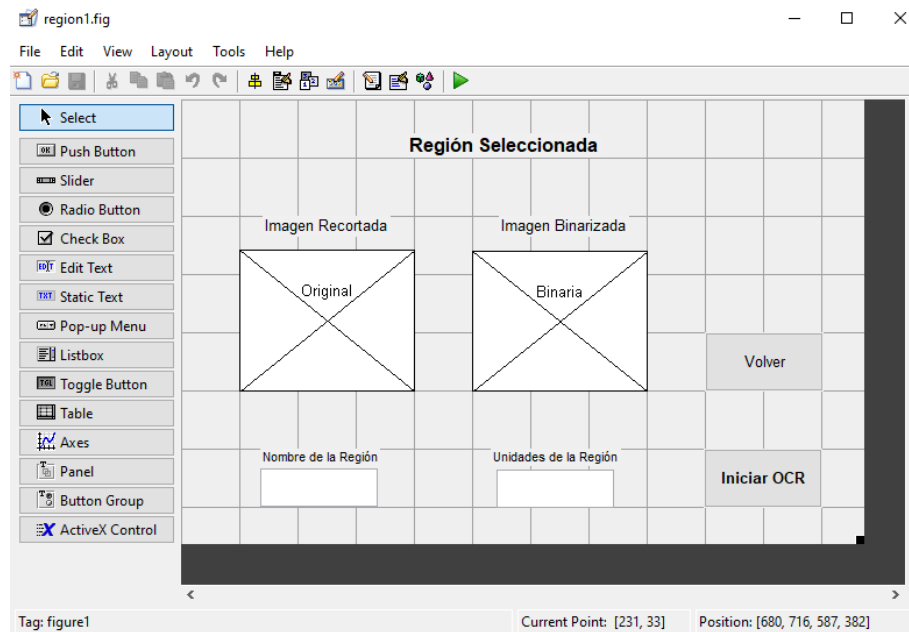 region1.fig
File Edit View Layout Tools Help
Select
Push Button
Slider
Radio Button
Check Box
Edit Text
Static Text
Pop-up Menu
Listbox
Toggle Button
Table
Axes
Panel
Button Group
ActiveX Control
Región Seleccionada
Imagen Recortada Imagen Binarizada
Original Binaria
Volver
Nombre de la Región Unidades de la Región
Iniciar OCR
Tag: figure1 Current Point: [231, 33] Position: [680, 716, 587, 382]